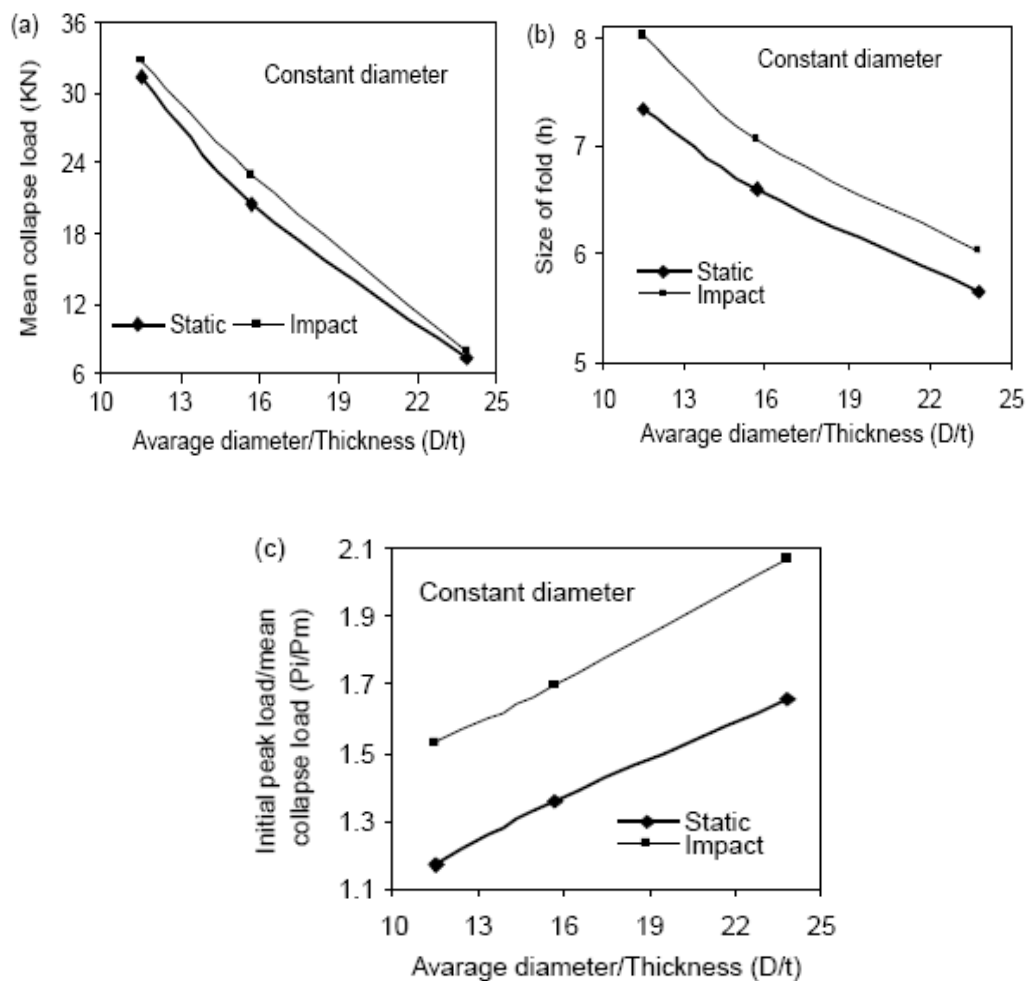 (a)
Mean collapse load (KN)
36
30
24
18
12
6
Constant diameter
Static
Impact
10
13
16
19
22
25
Avarage diameter/Thickness (D/t)
(b)
Size of fold (h)
8
7
6
5
Constant diameter
Static
Impact
10
13
16
19
22
25
Avarage diameter/Thickness (D/t)
(c)
Initial peak load/mean
collapse load (Pi/Pm)
2.1
1.9
1.7
1.5
1.3
1.1
Constant diameter
Static
Impact
10
13
16
19
22
25
Avarage diameter/Thickness (D/t)